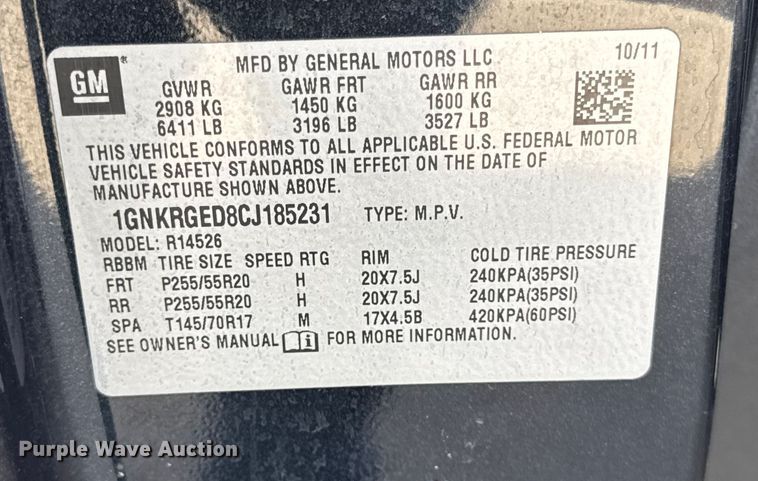 GM
MFD BY GENERAL MOTORS LLC 10/11
GVWR GAWR FRT GAWR RR
2908 KG 1450 KG 1600 KG
6411 LB 3196 LB 3527 LB
THIS VEHICLE CONFORMS TO ALL APPLICABLE U.S. FEDERAL MOTOR
VEHICLE SAFETY STANDARDS IN EFFECT ON THE DATE OF
MANUFACTURE SHOWN ABOVE.
1GNKRGED8CJ185231 TYPE: M.P.V.
MODEL: R14526
RBBM TIRE SIZE SPEED RTG RIM COLD TIRE PRESSURE
FRT P255/55R20 H 20X7.5J 240KPA(35PSI)
RR P255/55R20 H 20X7.5J 240KPA(35PSI)
SPA T145/70R17 M 17X4.5B 420KPA(60PSI)
SEE OWNER'S MANUAL i FOR MORE INFORMATION.
Purple Wave Auction